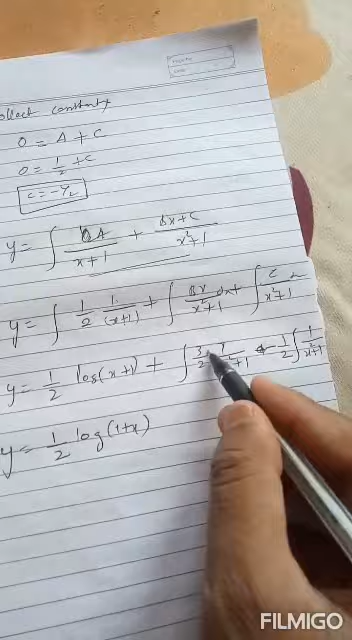 collect constant
0 = A + C
0 = 1/2 + C
C = -1/2
y = ∫ A/(x+1) + (Bx+C)/(x²+1)
y = ∫ 1/2 1/(x+1) + ∫ Bx/(x²+1) dx + ∫ C/(x²+1)
y = 1/2 log(x+1) + ∫ 3/2 /(x²+1) - 1/2 ∫ 1/(x²+1)
y = 1/2 log(1+x)
FILMIGO